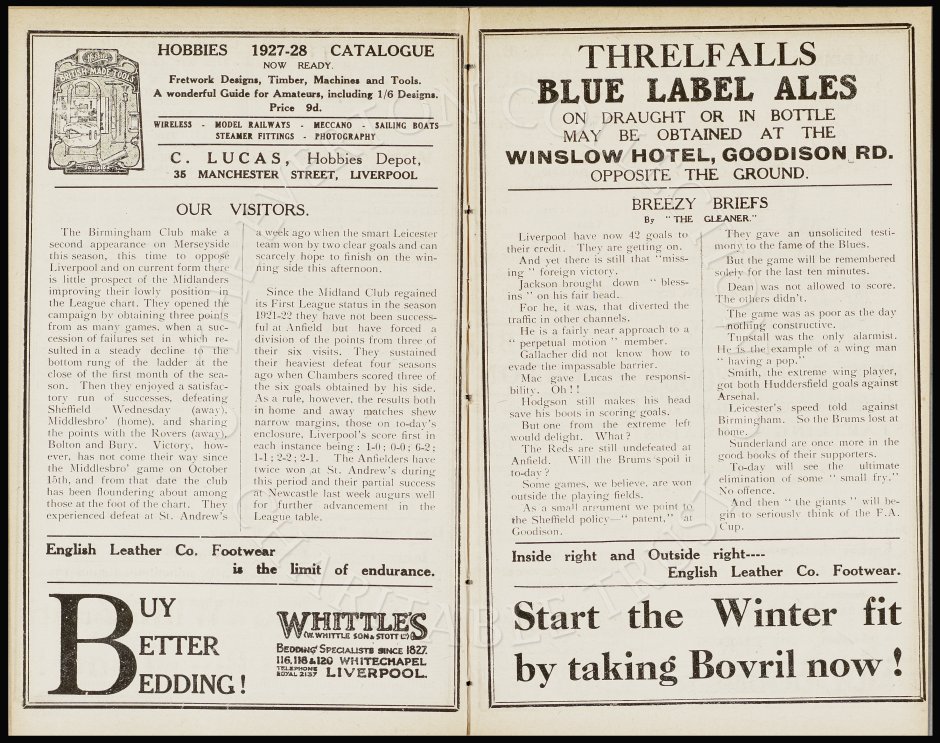 HOBBIES 1927-28 CATALOGUE
NOW READY.
Fretwork Designs, Timber, Machines and Tools.
A wonderful Guide for Amateurs, including 1/6 Designs.
Price 9d.
WIRELESS - MODEL RAILWAYS - MECCANO - SAILING BOATS
STEAMER FITTINGS - PHOTOGRAPHY
C. LUCAS, Hobbies Depot,
35 MANCHESTER STREET, LIVERPOOL
BRITISH MADE TOOLS
OUR VISITORS.
The Birmingham Club make a
second appearance on Merseyside
this season, this time to oppose
Liverpool and on current form there
is little prospect of the Midlanders
improving their lowly position in
the League chart. They opened the
campaign by obtaining three points
from as many games, when a suc-
cession of failures set in which re-
sulted in a steady decline to the
bottom rung of the ladder at the
close of the first month of the sea-
son. Then they enjoyed a satisfac-
tory run of successes, defeating
Sheffield Wednesday (away),
Middlesbro' (home), and sharing
the points with the Rovers (away),
Bolton and Bury. Victory, how-
ever, has not come their way since
the Middlesbro' game on October
15th, and from that date the club
has been floundering about among
those at the foot of the chart. They
experienced defeat at St. Andrew's
a week ago when the smart Leicester
team won by two clear goals and can
scarcely hope to finish on the win-
ning side this afternoon.
Since the Midland Club regained
its First League status in the season
1921-22 they have not been success-
ful at Anfield but have forced a
division of the points from three of
their six visits. They sustained
their heaviest defeat four seasons
ago when Chambers scored three of
the six goals obtained by his side.
As a rule, however, the results both
in home and away matches shew
narrow margins, those on to-day's
enclosure, Liverpool's score first in
each instance being: 1-0; 0-0; 6-2;
1-1; 2-2; 2-1. The Anfielders have
twice won at St. Andrew's during
this period and their partial success
at Newcastle last week augurs well
for further advancement in the
League table.
English Leather Co. Footwear
is the limit of endurance.
BUY
BETTER
BEDDING!
WHITTLE'S
(W. WHITTLE SON & STOTT LD)
BEDDING SPECIALISTS SINCE 1827.
116, 118 & 120 WHITECHAPEL
TELEPHONE
ROYAL 2137 LIVERPOOL.
THRELFALLS
BLUE LABEL ALES
ON DRAUGHT OR IN BOTTLE
MAY BE OBTAINED AT THE
WINSLOW HOTEL, GOODISON RD.
OPPOSITE THE GROUND.
BREEZY BRIEFS
By "THE GLEANER."
Liverpool have now 42 goals to
their credit. They are getting on.
And yet there is still that "miss-
ing" foreign victory.
Jackson brought down "bless-
ins" on his fair head.
For he, it was, that diverted the
traffic in other channels.
He is a fairly near approach to a
"perpetual motion" member.
Gallacher did not know how to
evade the impassable barrier.
Mac gave Lucas the responsi-
bility. Oh!!
Hodgson still makes his head
save his boots in scoring goals.
But one from the extreme left
would delight. What?
The Reds are still undefeated at
Anfield. Will the Brums spoil it
to-day?
Some games, we believe, are won
outside the playing fields.
As a small argument we point to
the Sheffield policy—"patent," at
Goodison.
They gave an unsolicited testi-
mony to the fame of the Blues.
But the game will be remembered
solely for the last ten minutes.
Dean was not allowed to score.
The others didn't.
The game was as poor as the day
—nothing constructive.
Tunstall was the only alarmist.
He is the example of a wing man
"having a pop."
Smith, the extreme wing player,
got both Huddersfield goals against
Arsenal.
Leicester's speed told against
Birmingham. So the Brums lost at
home.
Sunderland are once more in the
good books of their supporters.
To-day will see the ultimate
elimination of some "small fry."
No offence.
And then "the giants" will be-
gin to seriously think of the F.A.
Cup.
Inside right and Outside right----
English Leather Co. Footwear.
Start the Winter fit
by taking Bovril now!